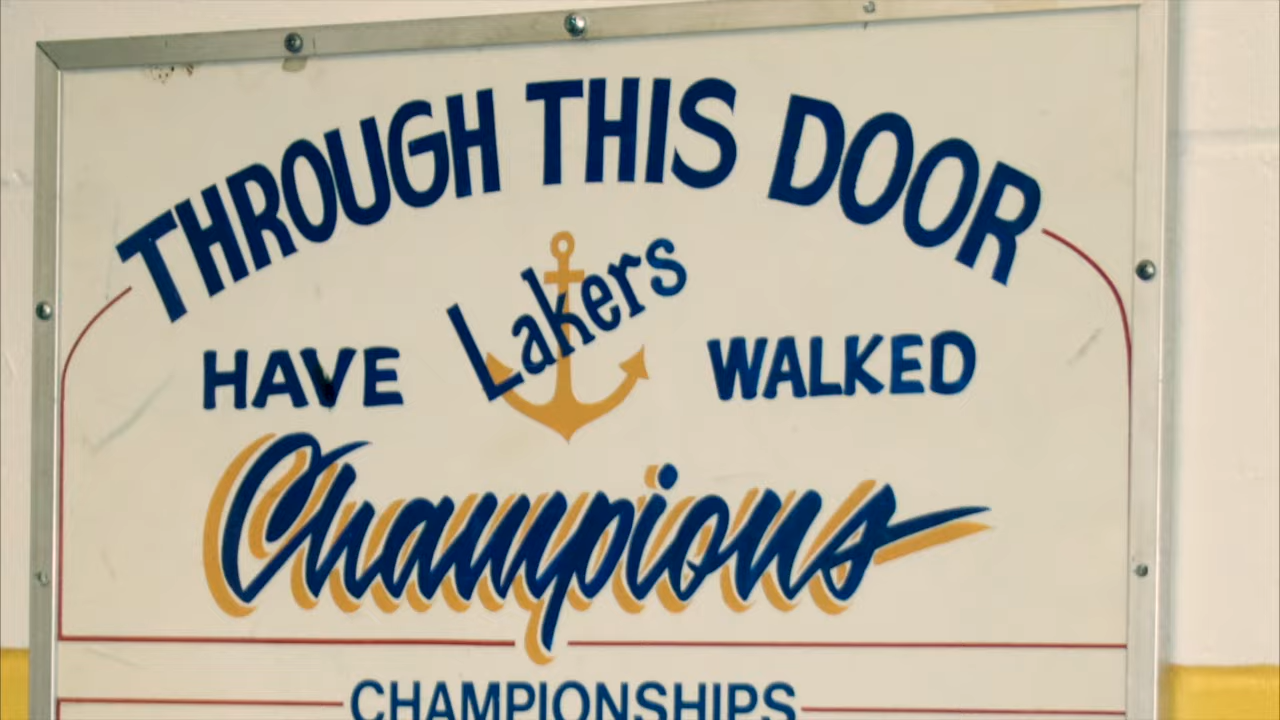 THROUGH THIS DOOR
Lakers
HAVE WALKED
Champions
CHAMPIONSHIPS